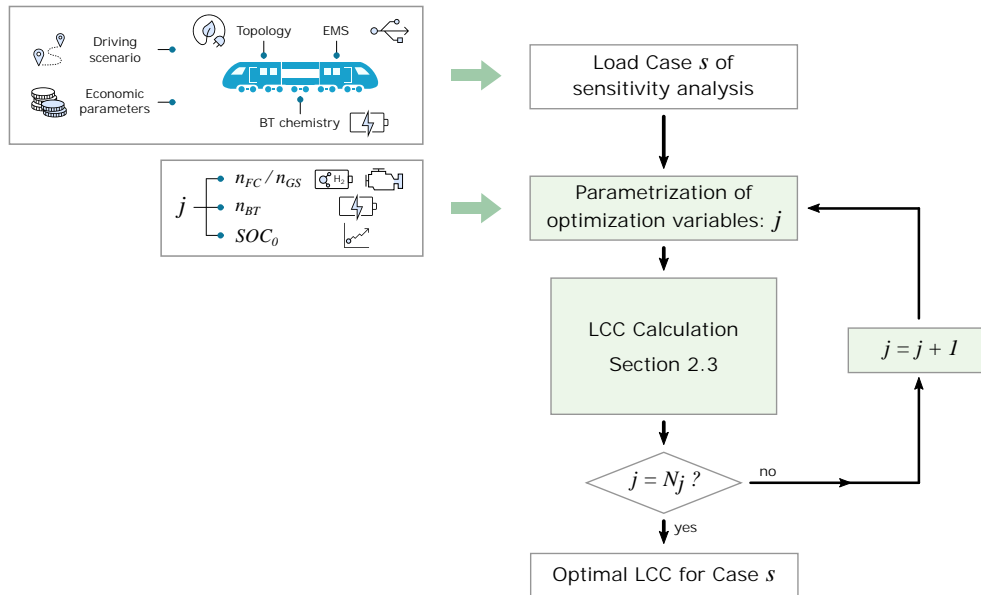 Driving
scenario
Topology
EMS
Economic
parameters
BT chemistry
Load Case s of
sensitivity analysis
j
n_FC / n_GS
H₂
n_BT
SOC_0
Parametrization of
optimization variables: j
LCC Calculation
Section 2.3
j = j + 1
j = N_j ?
no
yes
Optimal LCC for Case s